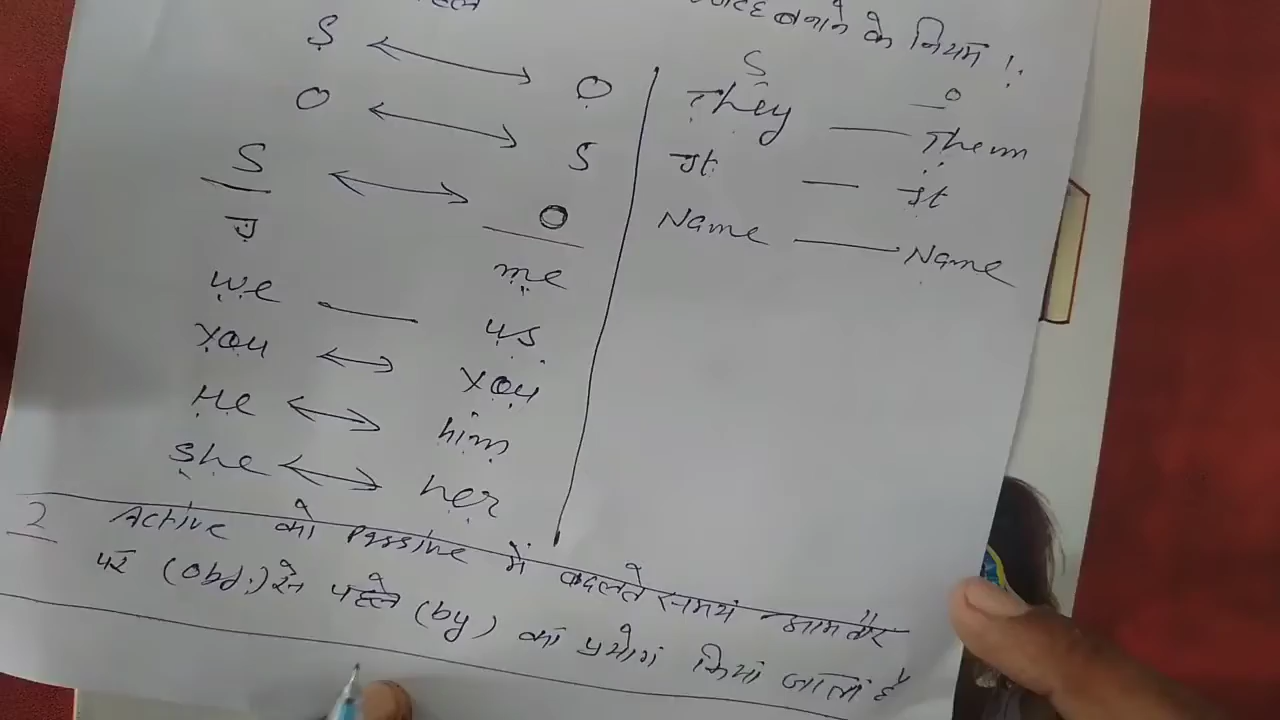 बनाने के नियम !.
S ↔ O
O ↔ S
S ↔ O
I me
we — us
You ↔ You
He ↔ him
She ↔ her
S O
They — Them
It — It
Name — Name
2 Active को Passive में बदलते समय आम तौर
पर (obj.) से पहले (by) का प्रयोग किया जाता है